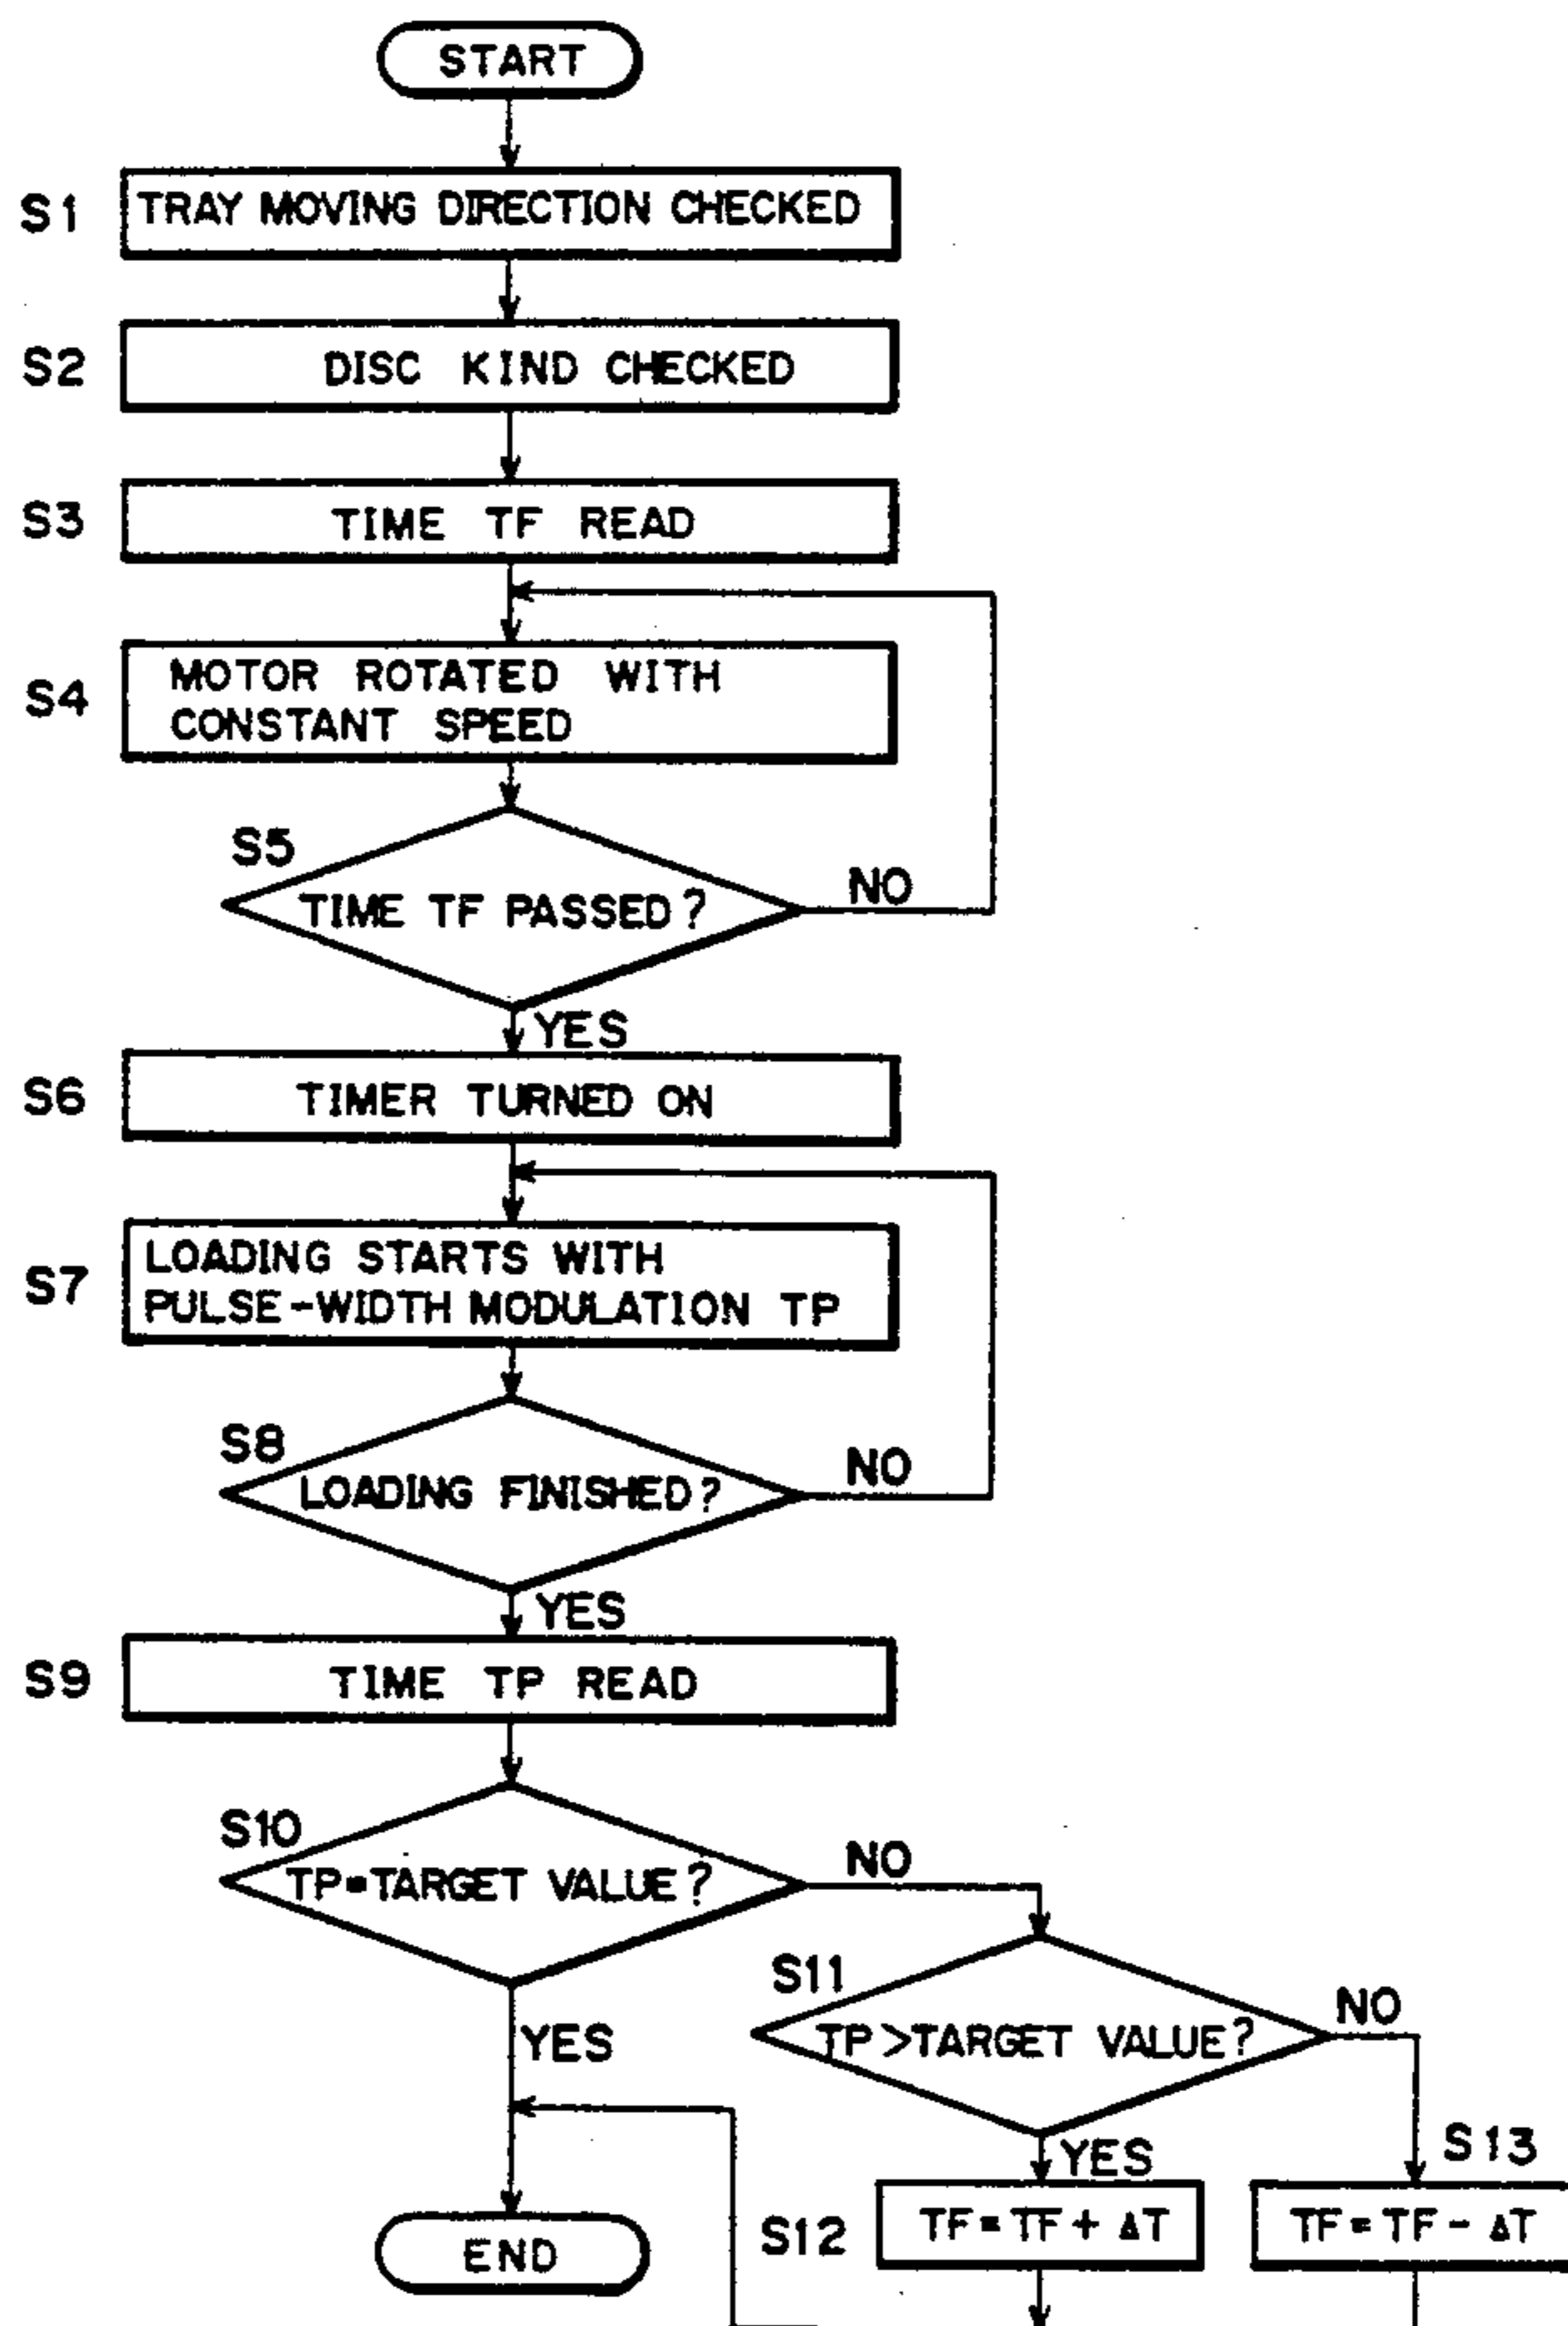 START
S1
TRAY MOVING DIRECTION CHECKED
S2
DISC KIND CHECKED
S3
TIME TF READ
S4
MOTOR ROTATED WITH
CONSTANT SPEED
S5
TIME TF PASSED?
NO
YES
S6
TIMER TURNED ON
S7
LOADING STARTS WITH
PULSE-WIDTH MODULATION TP
S8
LOADING FINISHED?
NO
YES
S9
TIME TP READ
S10
TP=TARGET VALUE?
NO
YES
S11
TP>TARGET VALUE?
NO
YES
S12
TF=TF+ΔT
S13
TF=TF-ΔT
END